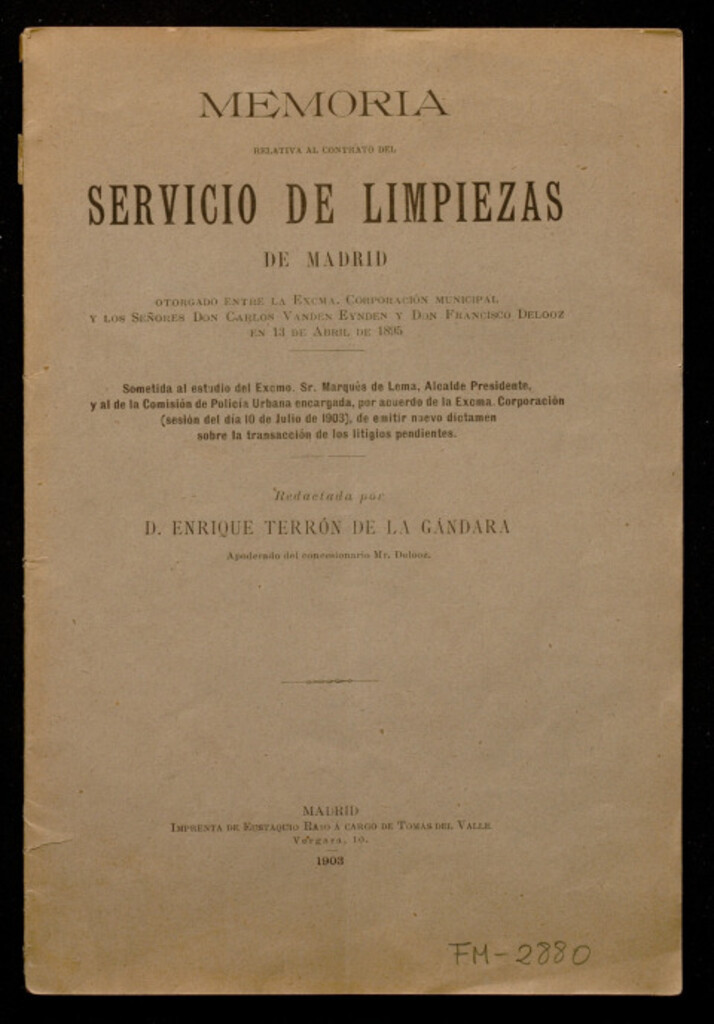 MEMORIA
RELATIVA AL CONTRATO DEL
SERVICIO DE LIMPIEZAS
DE MADRID
OTORGADO ENTRE LA EXCMA. CORPORACIÓN MUNICIPAL
Y LOS SEÑORES DON CARLOS VANDEN EYNDEN Y DON FRANCISCO DELOOZ
EN 13 DE ABRIL DE 1895
Sometida al estudio del Excmo. Sr. Marqués de Lema, Alcalde Presidente,
y al de la Comisión de Policía Urbana encargada, por acuerdo de la Excma. Corporación
(sesión del día 10 de Julio de 1903), de emitir nuevo dictamen
sobre la transacción de los litigios pendientes.
Redactada por
D. ENRIQUE TERRÓN DE LA GÁNDARA
Apoderado del concesionario Mr. Delooz.
MADRID
IMPRENTA DE EUSTAQUIO RASO Á CARGO DE TOMÁS DEL VALLE
Vergara, 10.
1903
FM-2880